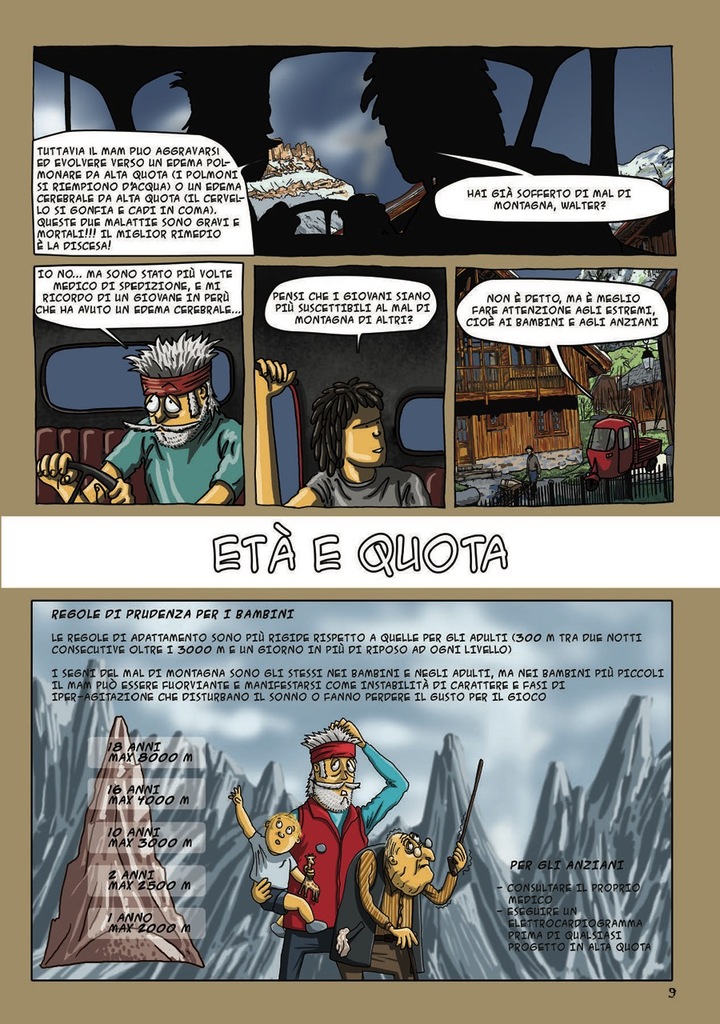 TUTTAVIA IL MAM PUO AGGRAVARSI
ED EVOLVERE VERSO UN EDEMA POL-
MONARE DA ALTA QUOTA (I POLMONI
SI RIEMPIONO D'ACQUA) O UN EDEMA
CEREBRALE DA ALTA QUOTA (IL CERVEL-
LO SI GONFIA E CADI IN COMA).
QUESTE DUE MALATTIE SONO GRAVI E
MORTALI!!! IL MIGLIOR RIMEDIO
È LA DISCESA!
HAI GIÀ SOFFERTO DI MAL DI
MONTAGNA, WALTER?
IO NO... MA SONO STATO PIÙ VOLTE
MEDICO DI SPEDIZIONE, E MI
RICORDO DI UN GIOVANE IN PERÙ
CHE HA AVUTO UN EDEMA CEREBRALE...
PENSI CHE I GIOVANI SIANO
PIÙ SUSCETTIBILI AL MAL DI
MONTAGNA DI ALTRI?
NON È DETTO, MA È MEGLIO
FARE ATTENZIONE AGLI ESTREMI,
CIOÈ AI BAMBINI E AGLI ANZIANI
ETÀ E QUOTA
REGOLE DI PRUDENZA PER I BAMBINI
LE REGOLE DI ADATTAMENTO SONO PIÙ RIGIDE RISPETTO A QUELLE PER GLI ADULTI (300 M TRA DUE NOTTI
CONSECUTIVE OLTRE I 3000 M E UN GIORNO IN PIÙ DI RIPOSO AD OGNI LIVELLO)
I SEGNI DEL MAL DI MONTAGNA SONO GLI STESSI NEI BAMBINI E NEGLI ADULTI, MA NEI BAMBINI PIÙ PICCOLI
IL MAM PUÒ ESSERE FUORVIANTE E MANIFESTARSI COME INSTABILITÀ DI CARATTERE E FASI DI
IPER-AGITAZIONE CHE DISTURBANO IL SONNO O FANNO PERDERE IL GUSTO PER IL GIOCO
18 ANNI
MAX 5000 M
16 ANNI
MAX 4000 M
10 ANNI
MAX 3000 M
2 ANNI
MAX 2500 M
1 ANNO
MAX 2000 M
PER GLI ANZIANI
- CONSULTARE IL PROPRIO
MEDICO
- ESEGUIRE UN
ELETTROCARDIOGRAMMA
PRIMA DI QUALSIASI
PROGETTO IN ALTA QUOTA
9